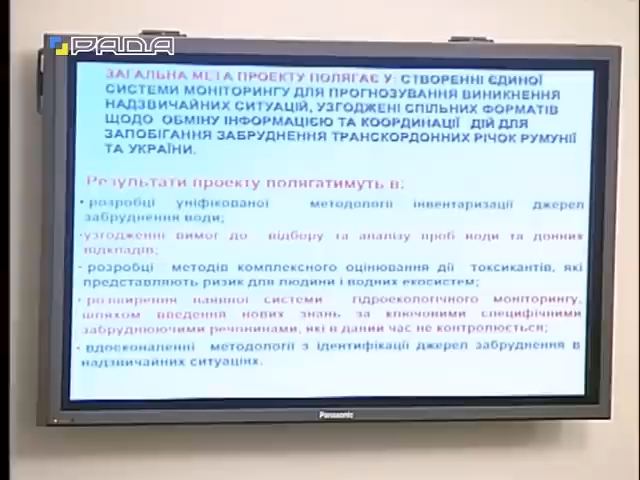 РАДА
ЗАГАЛЬНА МЕТА ПРОЕКТУ ПОЛЯГАЄ У: СТВОРЕННІ ЄДИНОЇ
СИСТЕМИ МОНІТОРИНГУ ДЛЯ ПРОГНОЗУВАННЯ ВИНИКНЕННЯ
НАДЗВИЧАЙНИХ СИТУАЦІЙ, УЗГОДЖЕНІ СПІЛЬНИХ ФОРМАТІВ
ЩОДО ОБМІНУ ІНФОРМАЦІЄЮ ТА КООРДИНАЦІЇ ДІЙ ДЛЯ
ЗАПОБІГАННЯ ЗАБРУДНЕННЯ ТРАНСКОРДОННИХ РІЧОК РУМУНІЇ
ТА УКРАЇНИ.
Результати проекту полягатимуть в:
• розробці уніфікованої методології інвентаризації джерел
забруднення води;
• узгодженні вимог до відбору та аналізу проб води та донних
відкладів;
• розробці методів комплексного оцінювання дії токсикантів, які
представляють ризик для людини і водних екосистем;
• розширення наявної системи гідроекологічного моніторингу,
шляхом введення нових знань за ключовими специфічними
забруднюючими речовинами, які в даний час не контролюється;
• вдосконаленні методології з ідентифікації джерел забруднення в
надзвичайних ситуаціях.
Panasonic